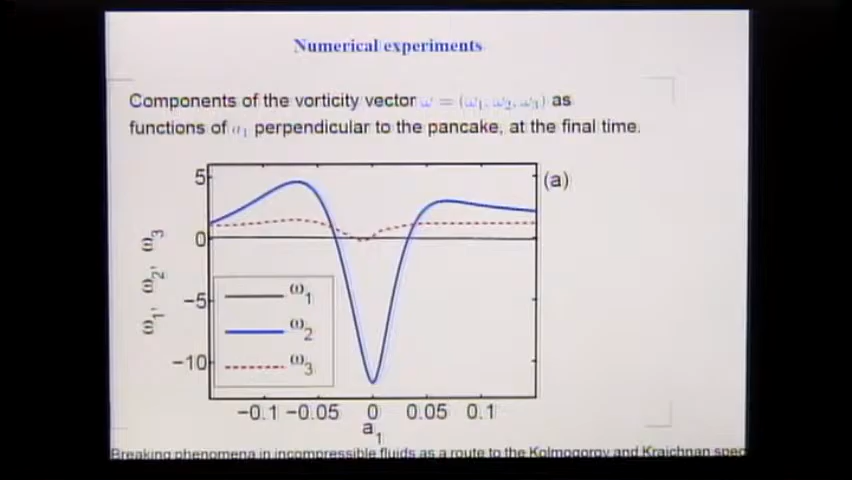 Numerical experiments
Components of the vorticity vector ω = (ω₁, ω₂, ω₃) as
functions of a₁ perpendicular to the pancake, at the final time.
(a)
5
0
−5
−10
ω₁, ω₂, ω₃
ω₁
ω₂
ω₃
−0.1 −0.05 0 0.05 0.1
a₁
Breaking phenomena in incompressible fluids as a route to the Kolmogorov and Kraichnan spec